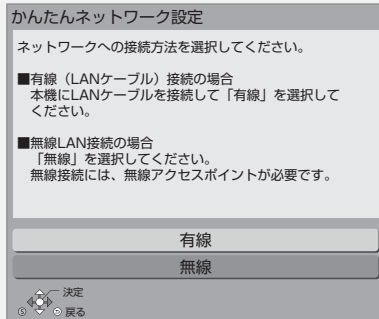 かんたんネットワーク設定
ネットワークへの接続方法を選択してください。
■有線（LANケーブル）接続の場合
本機にLANケーブルを接続して「有線」を選択して
ください。
■無線LAN接続の場合
「無線」を選択してください。
無線接続には、無線アクセスポイントが必要です。
有線
無線
決定
S 戻る